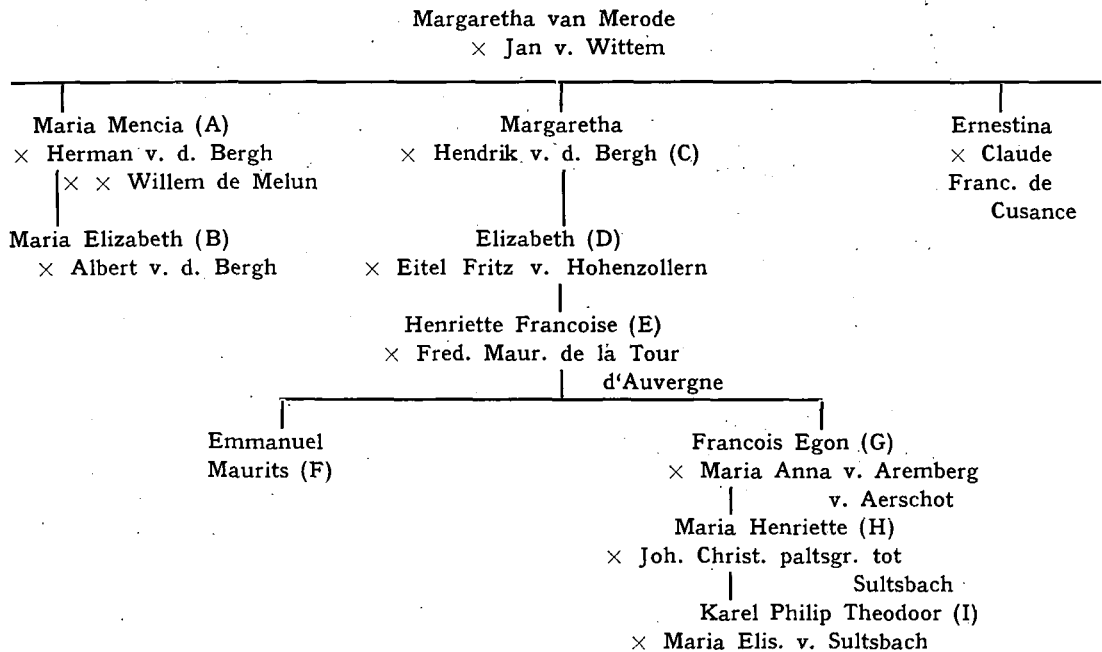 Margaretha van Merode
× Jan v. Wittem
Maria Mencia (A)
× Herman v. d. Bergh
× × Willem de Melun
Maria Elizabeth (B)
× Albert v. d. Bergh
Margaretha
× Hendrik v. d. Bergh (C)
Elizabeth (D)
× Eitel Fritz v. Hohenzollern
Henriette Francoise (E)
× Fred. Maur. de la Tour
d'Auvergne
Ernestina
× Claude
Franc. de
Cusance
Emmanuel
Maurits (F)
Francois Egon (G)
× Maria Anna v. Aremberg
v. Aerschot
Maria Henriette (H)
× Joh. Christ. paltsgr. tot
Sultsbach
Karel Philip Theodoor (I)
× Maria Elis. v. Sultsbach